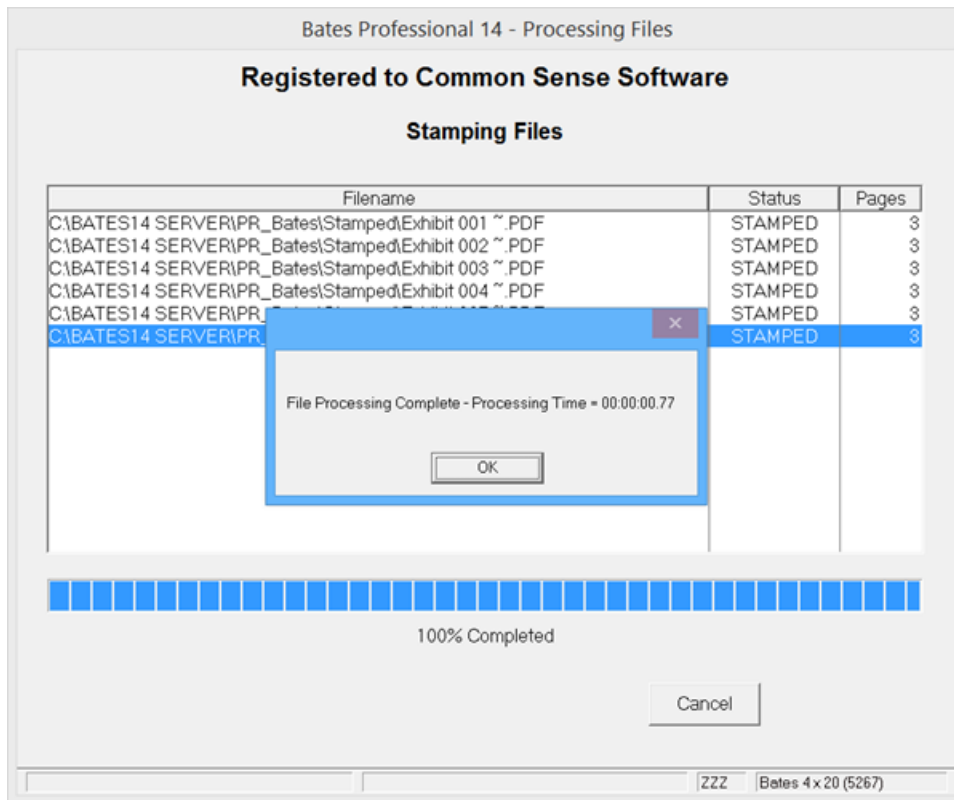 Bates Professional 14 - Processing Files
Registered to Common Sense Software
Stamping Files
Filename Status Pages
C:\BATES14 SERVER\PR_Bates\Stamped\Exhibit 001 ~.PDF STAMPED 3
C:\BATES14 SERVER\PR_Bates\Stamped\Exhibit 002 ~.PDF STAMPED 3
C:\BATES14 SERVER\PR_Bates\Stamped\Exhibit 003 ~.PDF STAMPED 3
C:\BATES14 SERVER\PR_Bates\Stamped\Exhibit 004 ~.PDF STAMPED 3
C:\BATES14 SERVER\PR_ STAMPED 3
C:\BATES14 SERVER\PR_ STAMPED 3
File Processing Complete - Processing Time = 00:00:00.77
OK
100% Completed
Cancel
ZZZ Bates 4 x 20 (5267)